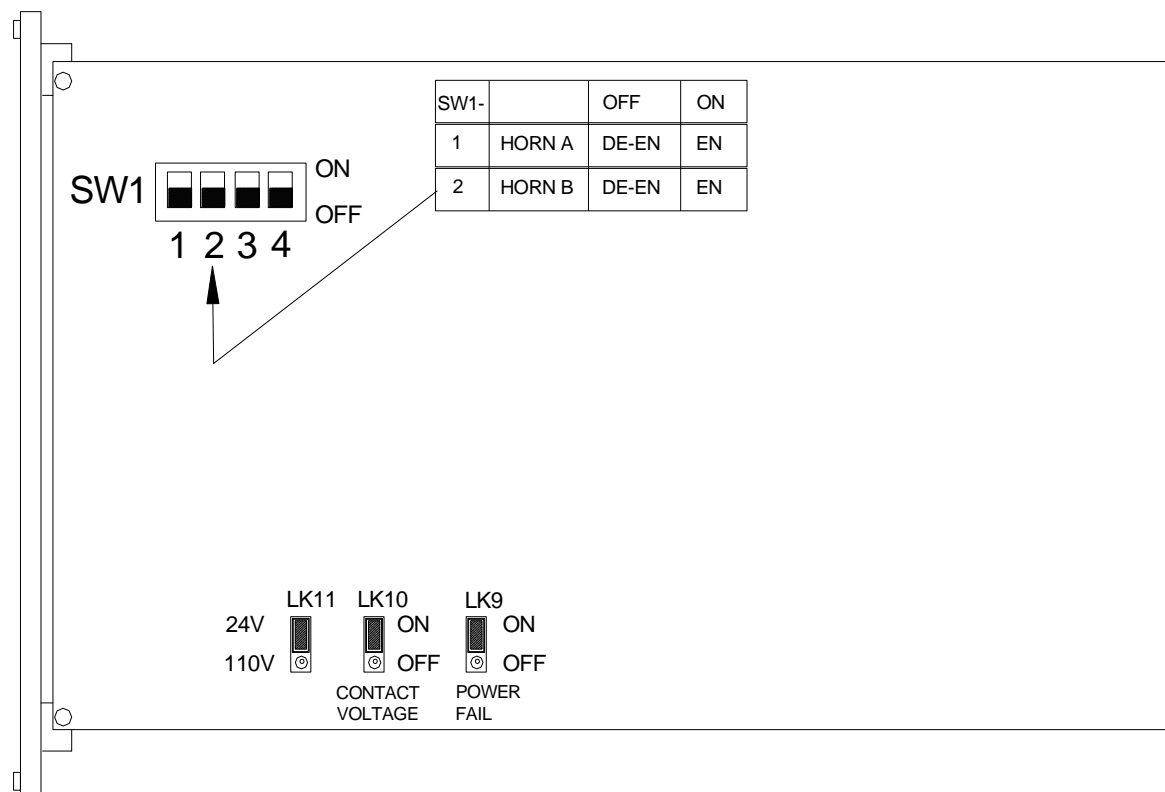 SW1- OFF ON
1 HORN A DE-EN EN
2 HORN B DE-EN EN
SW1
ON
OFF
1 2 3 4
LK11 LK10 LK9
24V ON ON
110V OFF OFF
CONTACT POWER
VOLTAGE FAIL